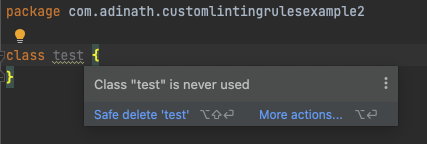 package com.adinath.customlintingrulesexample2
class test {
}
Class "test" is never used
Safe delete 'test' ⌥⇧⏎ More actions... ⌥⏎